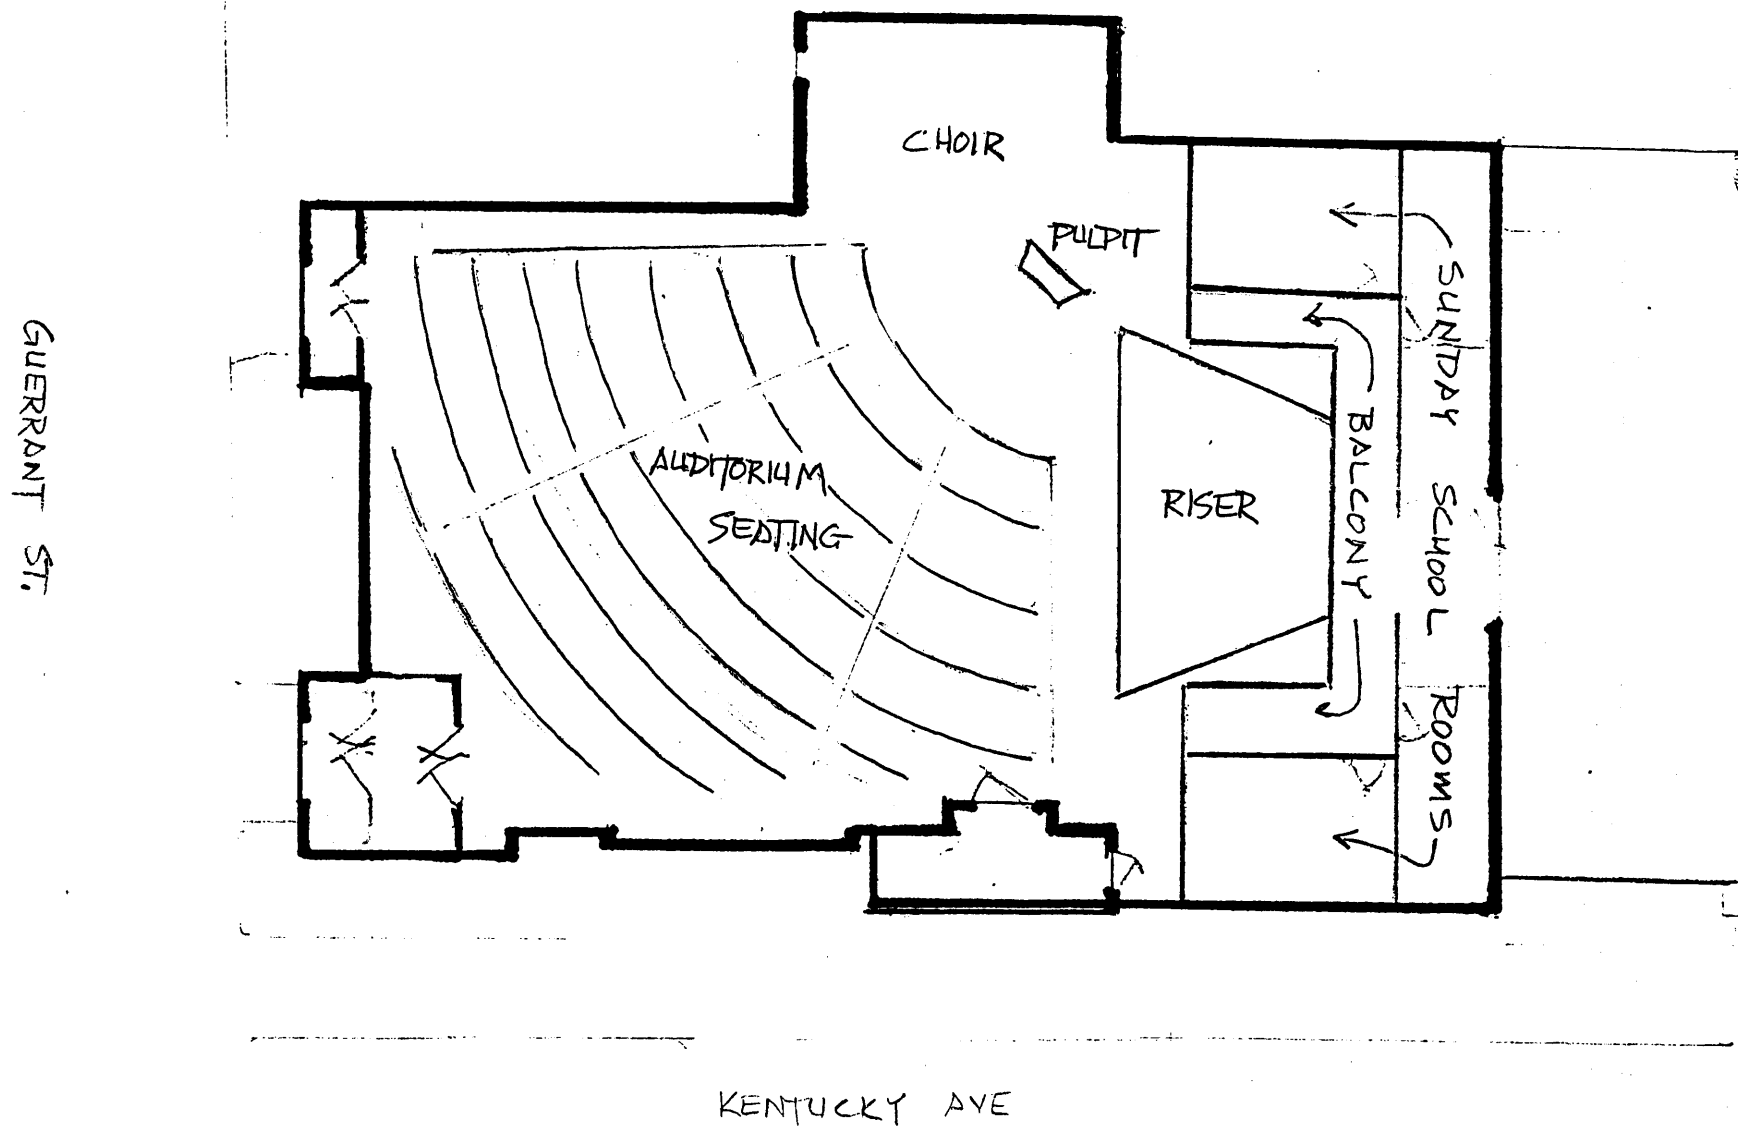 CHOIR
PULPIT
AUDITORIUM
SEATING
RISER
BALCONY
SUNDAY SCHOOL ROOMS
GUERRANT ST.
KENTUCKY AVE